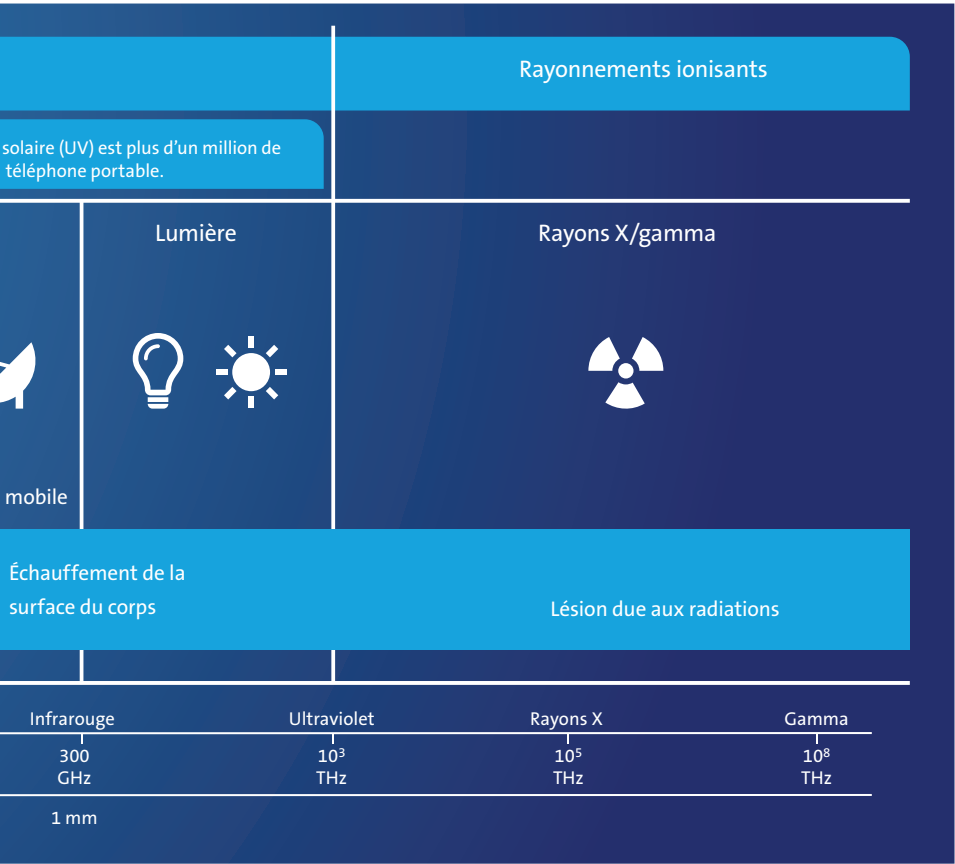 Rayonnements ionisants
solaire (UV) est plus d’un million de
téléphone portable.
Lumière
Rayons X/gamma
mobile
Échauffement de la
surface du corps
Lésion due aux radiations
Infrarouge
Ultraviolet
Rayons X
Gamma
300
GHz
10³
THz
10⁵
THz
10⁸
THz
1 mm